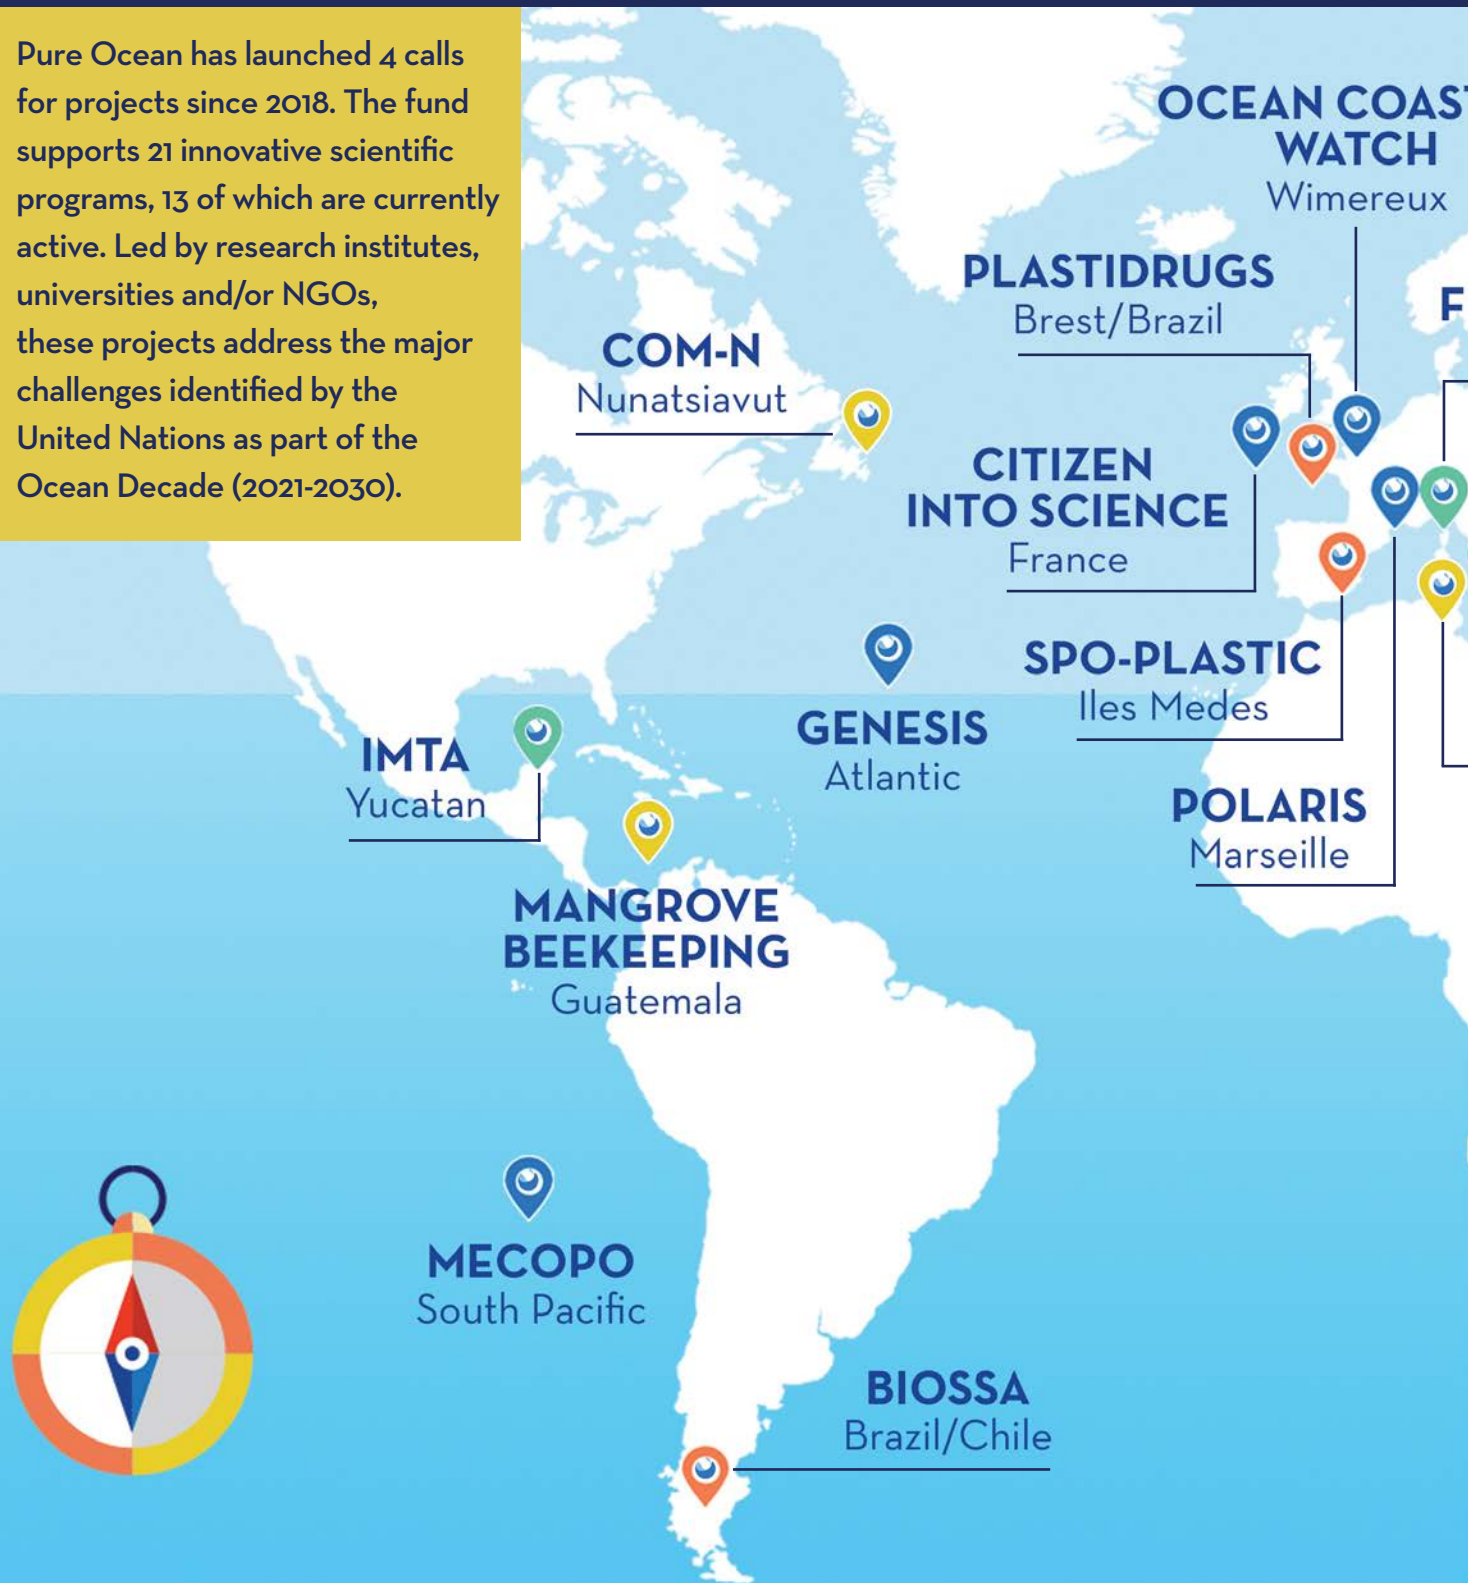 Pure Ocean has launched 4 calls
for projects since 2018. The fund
supports 21 innovative scientific
programs, 13 of which are currently
active. Led by research institutes,
universities and/or NGOs,
these projects address the major
challenges identified by the
United Nations as part of the
Ocean Decade (2021-2030).
OCEAN COAST
WATCH
Wimereux
PLASTIDRUGS
Brest/Brazil
F
COM-N
Nunatsiavut
CITIZEN
INTO SCIENCE
France
SPO-PLASTIC
Iles Medes
GENESIS
Atlantic
IMTA
Yucatan
POLARIS
Marseille
MANGROVE
BEEKEEPING
Guatemala
MECOPO
South Pacific
BIOSSA
Brazil/Chile